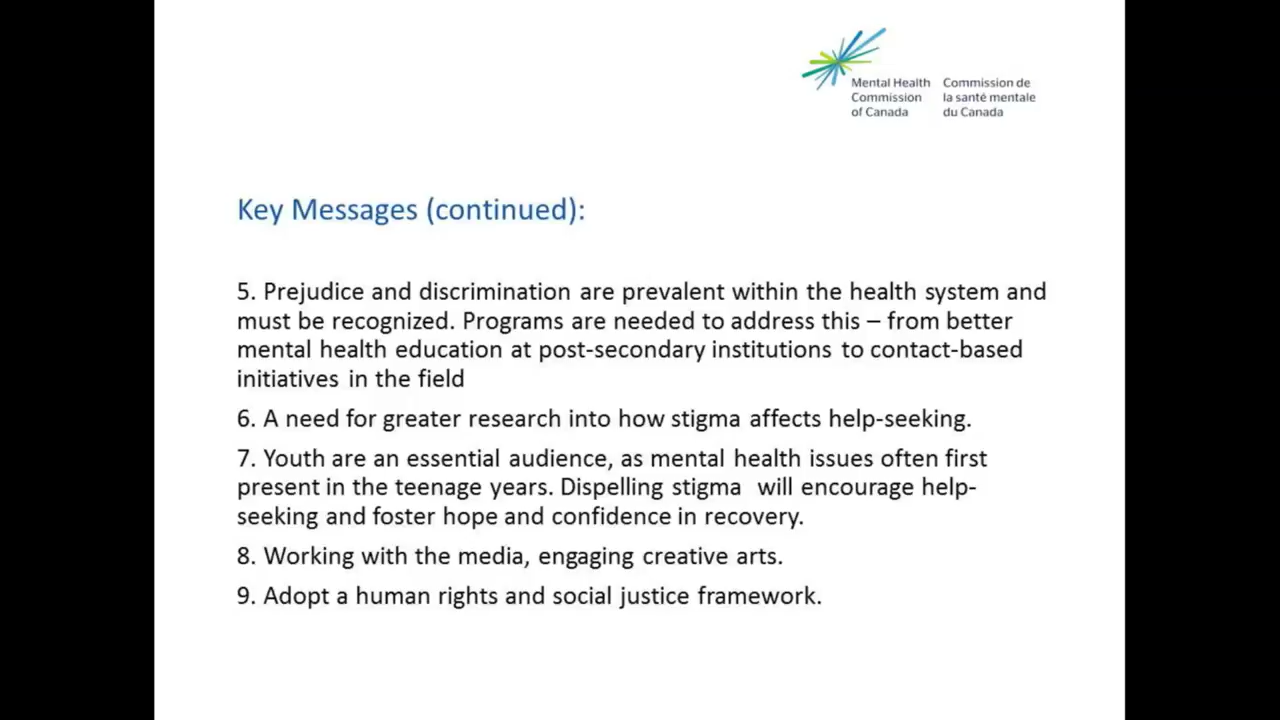 Mental Health
Commission
of Canada
Commission de
la santé mentale
du Canada
Key Messages (continued):
5. Prejudice and discrimination are prevalent within the health system and
must be recognized. Programs are needed to address this – from better
mental health education at post-secondary institutions to contact-based
initiatives in the field
6. A need for greater research into how stigma affects help-seeking.
7. Youth are an essential audience, as mental health issues often first
present in the teenage years. Dispelling stigma  will encourage help-
seeking and foster hope and confidence in recovery.
8. Working with the media, engaging creative arts.
9. Adopt a human rights and social justice framework.